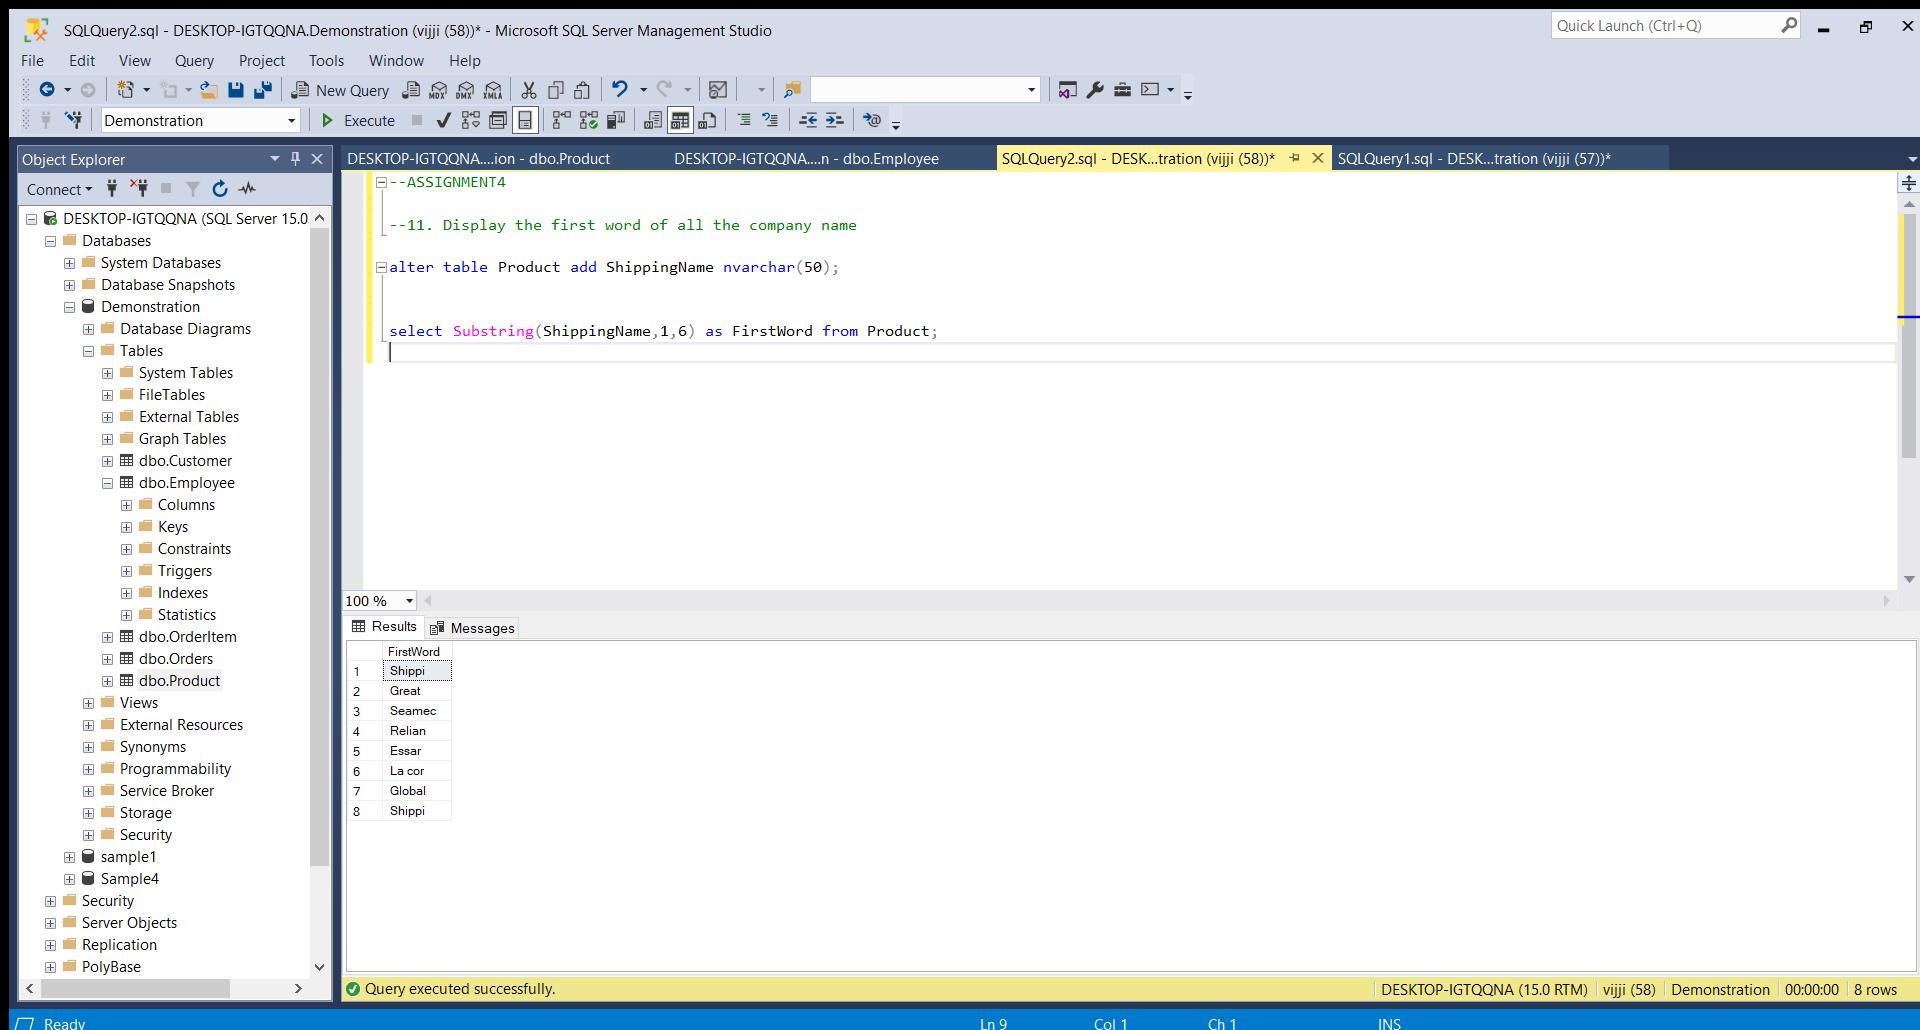 SQLQuery2.sql - DESKTOP-IGTQQNA.Demonstration (vijji (58))* - Microsoft SQL Server Management Studio
Quick Launch (Ctrl+Q)
File Edit View Query Project Tools Window Help
New Query MDX DMX XMLA
Demonstration Execute
Object Explorer
DESKTOP-IGTQQNA....ion - dbo.Product DESKTOP-IGTQQNA....n - dbo.Employee SQLQuery2.sql - DESK...tration (vijji (58))* SQLQuery1.sql - DESK...tration (vijji (57))*
Connect
DESKTOP-IGTQQNA (SQL Server 15.0
Databases
System Databases
Database Snapshots
Demonstration
Database Diagrams
Tables
System Tables
FileTables
External Tables
Graph Tables
dbo.Customer
dbo.Employee
Columns
Keys
Constraints
Triggers
Indexes
Statistics
dbo.OrderItem
dbo.Orders
dbo.Product
Views
External Resources
Synonyms
Programmability
Service Broker
Storage
Security
sample1
Sample4
Security
Server Objects
Replication
PolyBase
--ASSIGNMENT4
--11. Display the first word of all the company name
alter table Product add ShippingName nvarchar(50);
select Substring(ShippingName,1,6) as FirstWord from Product;
100 %
Results Messages
FirstWord
1 Shippi
2 Great
3 Seamec
4 Relian
5 Essar
6 La cor
7 Global
8 Shippi
Query executed successfully. DESKTOP-IGTQQNA (15.0 RTM) vijji (58) Demonstration 00:00:00 8 rows
Ready Ln 9 Col 1 Ch 1 INS